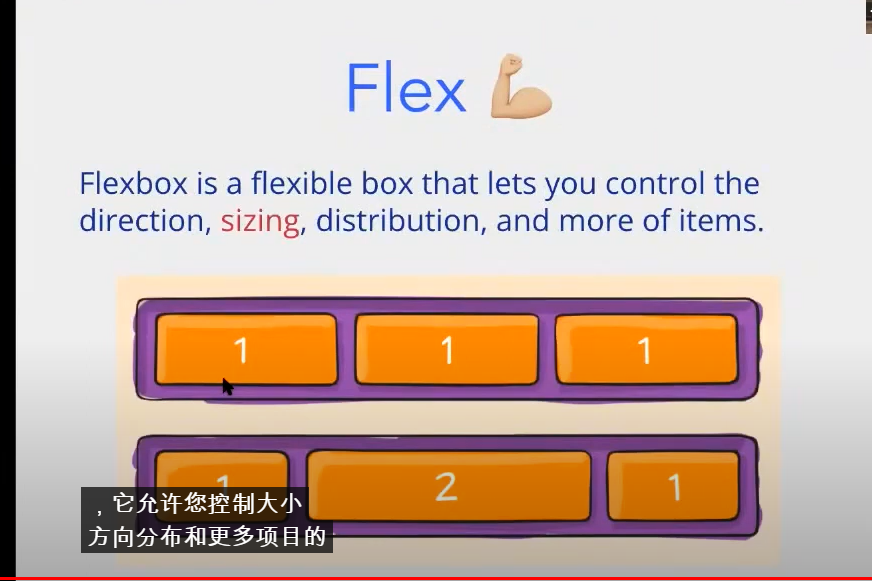 Flex 💪🏼
Flexbox is a flexible box that lets you control the
direction, sizing, distribution, and more of items.
1 1 1
1 2 1
，它允许您控制大小
方向分布和更多项目的